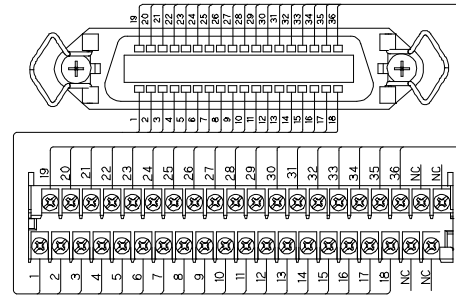 19 20 21 22 23 24 25 26 27 28 29 30 31 32 33 34 35 36
1 2 3 4 5 6 7 8 9 10 11 12 13 14 15 16 17 18
19 20 21 22 23 24 25 26 27 28 29 30 31 32 33 34 35 36 NC NC
1 2 3 4 5 6 7 8 9 10 11 12 13 14 15 16 17 18 NC NC